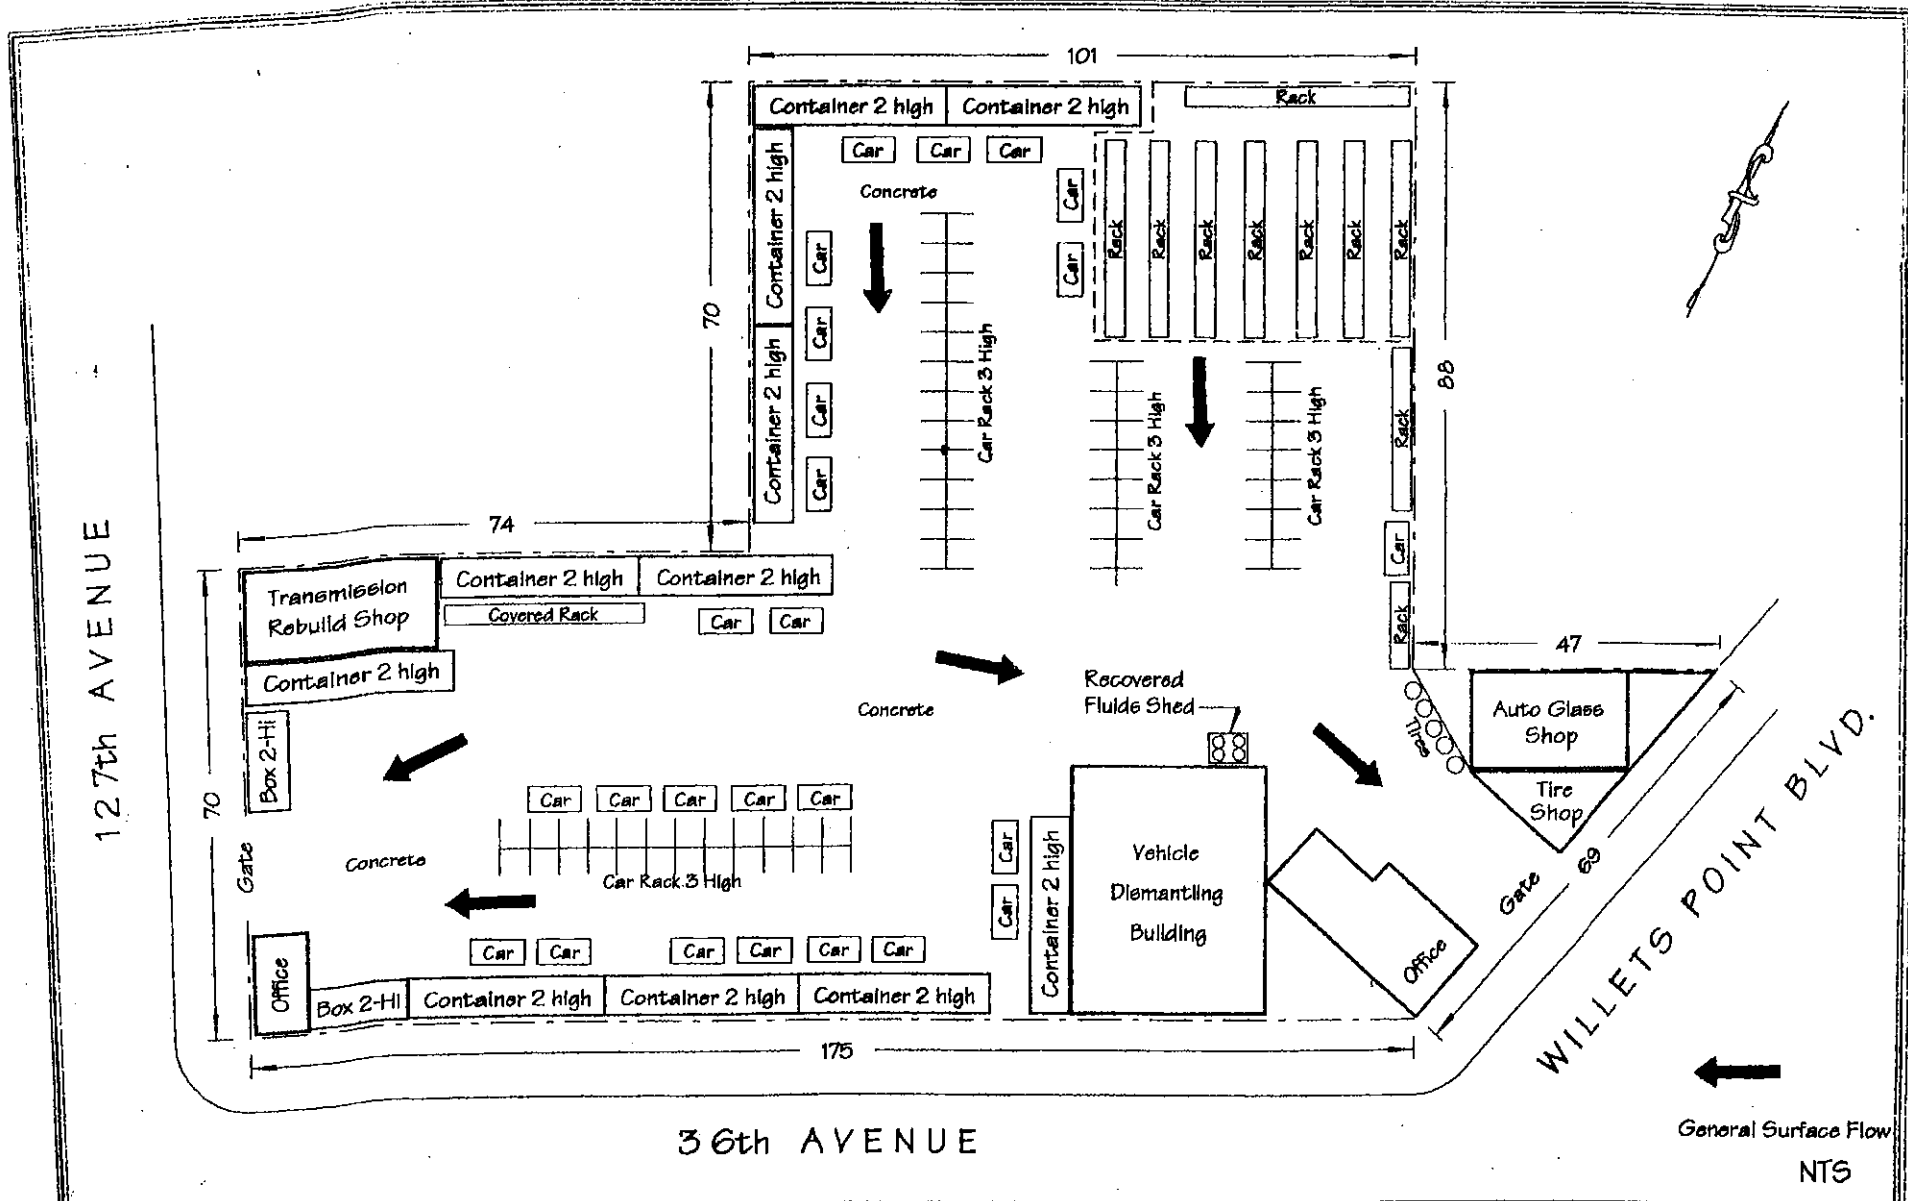 101
Container 2 high
Container 2 high
Rack
Car
Car
Car
Concrete
Container 2 high
Container 2 high
70
Car
Car
Car
Car
Car
Car
Rack
Rack
Rack
Rack
Rack
Rack
Rack
Car Rack 3 High
Car Rack 3 High
Car Rack 3 High
88
Rack
Car
Rack
74
Transmission
Rebuild Shop
Container 2 high
Container 2 high
Covered Rack
Car
Car
Container 2 high
Box 2-Hi
70
127th AVENUE
Gate
Concrete
Concrete
Recovered
Fluids Shed
47
Auto Glass
Shop
Tires
Tire
Shop
Car
Car
Car
Car
Car
Car Rack 3 High
Car
Car
Container 2 high
Vehicle
Dismantling
Building
Office
Gate
69
WILLETS POINT BLVD.
Car
Car
Car
Car
Car
Car
Office
Box 2-Hi
Container 2 high
Container 2 high
Container 2 high
175
36th AVENUE
General Surface Flow
NTS